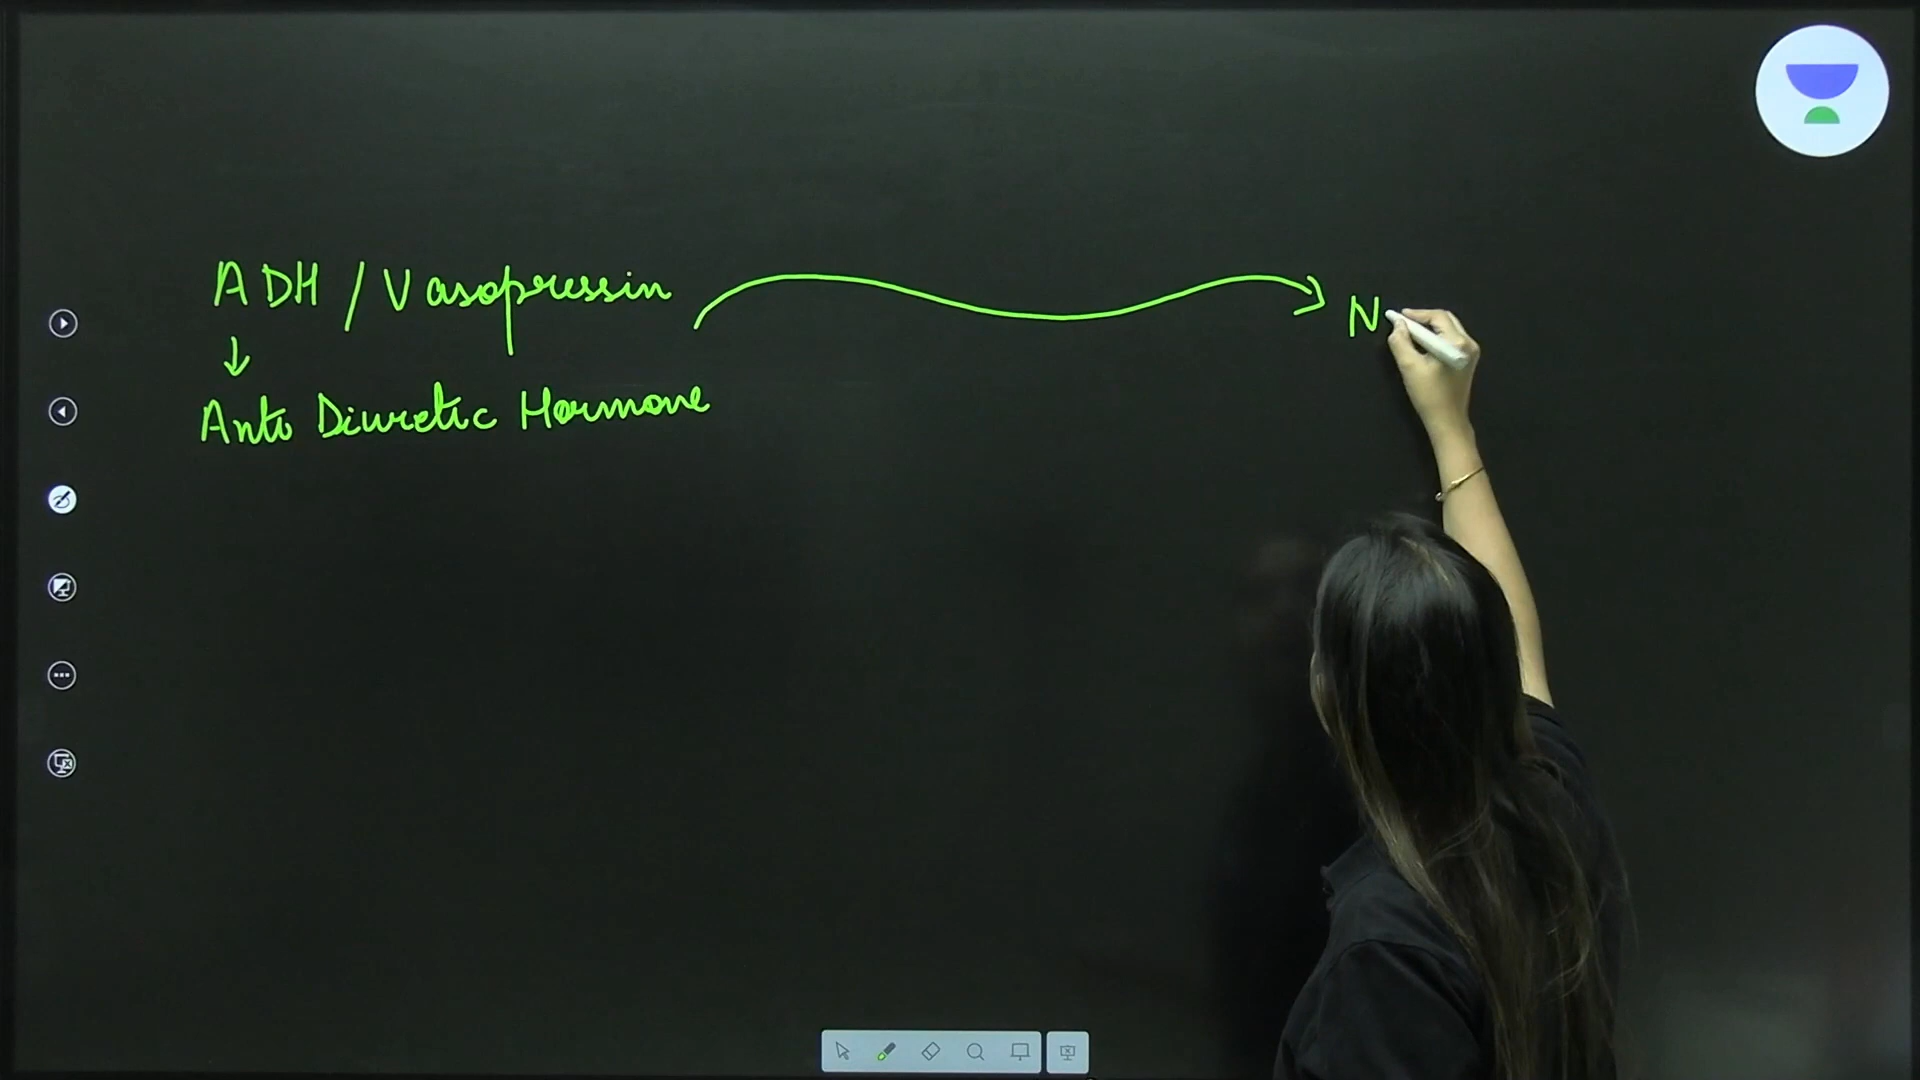 ADH / Vasopressin
N
↓
Anti Diuretic Hormone